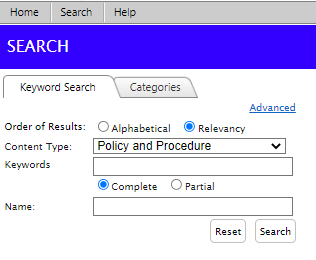 Home Search Help
SEARCH
Keyword Search Categories
Advanced
Order of Results: Alphabetical Relevancy
Content Type: Policy and Procedure
Keywords
Complete Partial
Name:
Reset Search